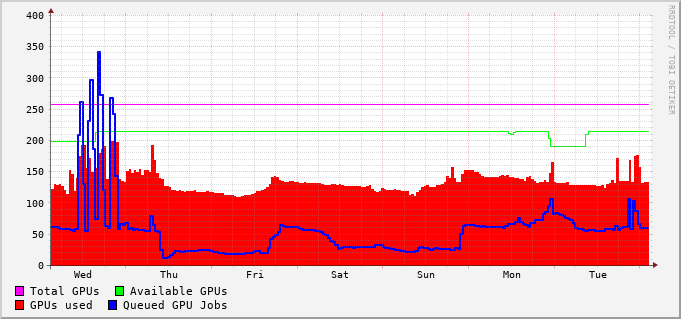 400
350
300
250
200
150
100
50
0
Wed Thu Fri Sat Sun Mon Tue
Total GPUs Available GPUs
GPUs used Queued GPU Jobs
RRDTOOL / TOBI OETIKER